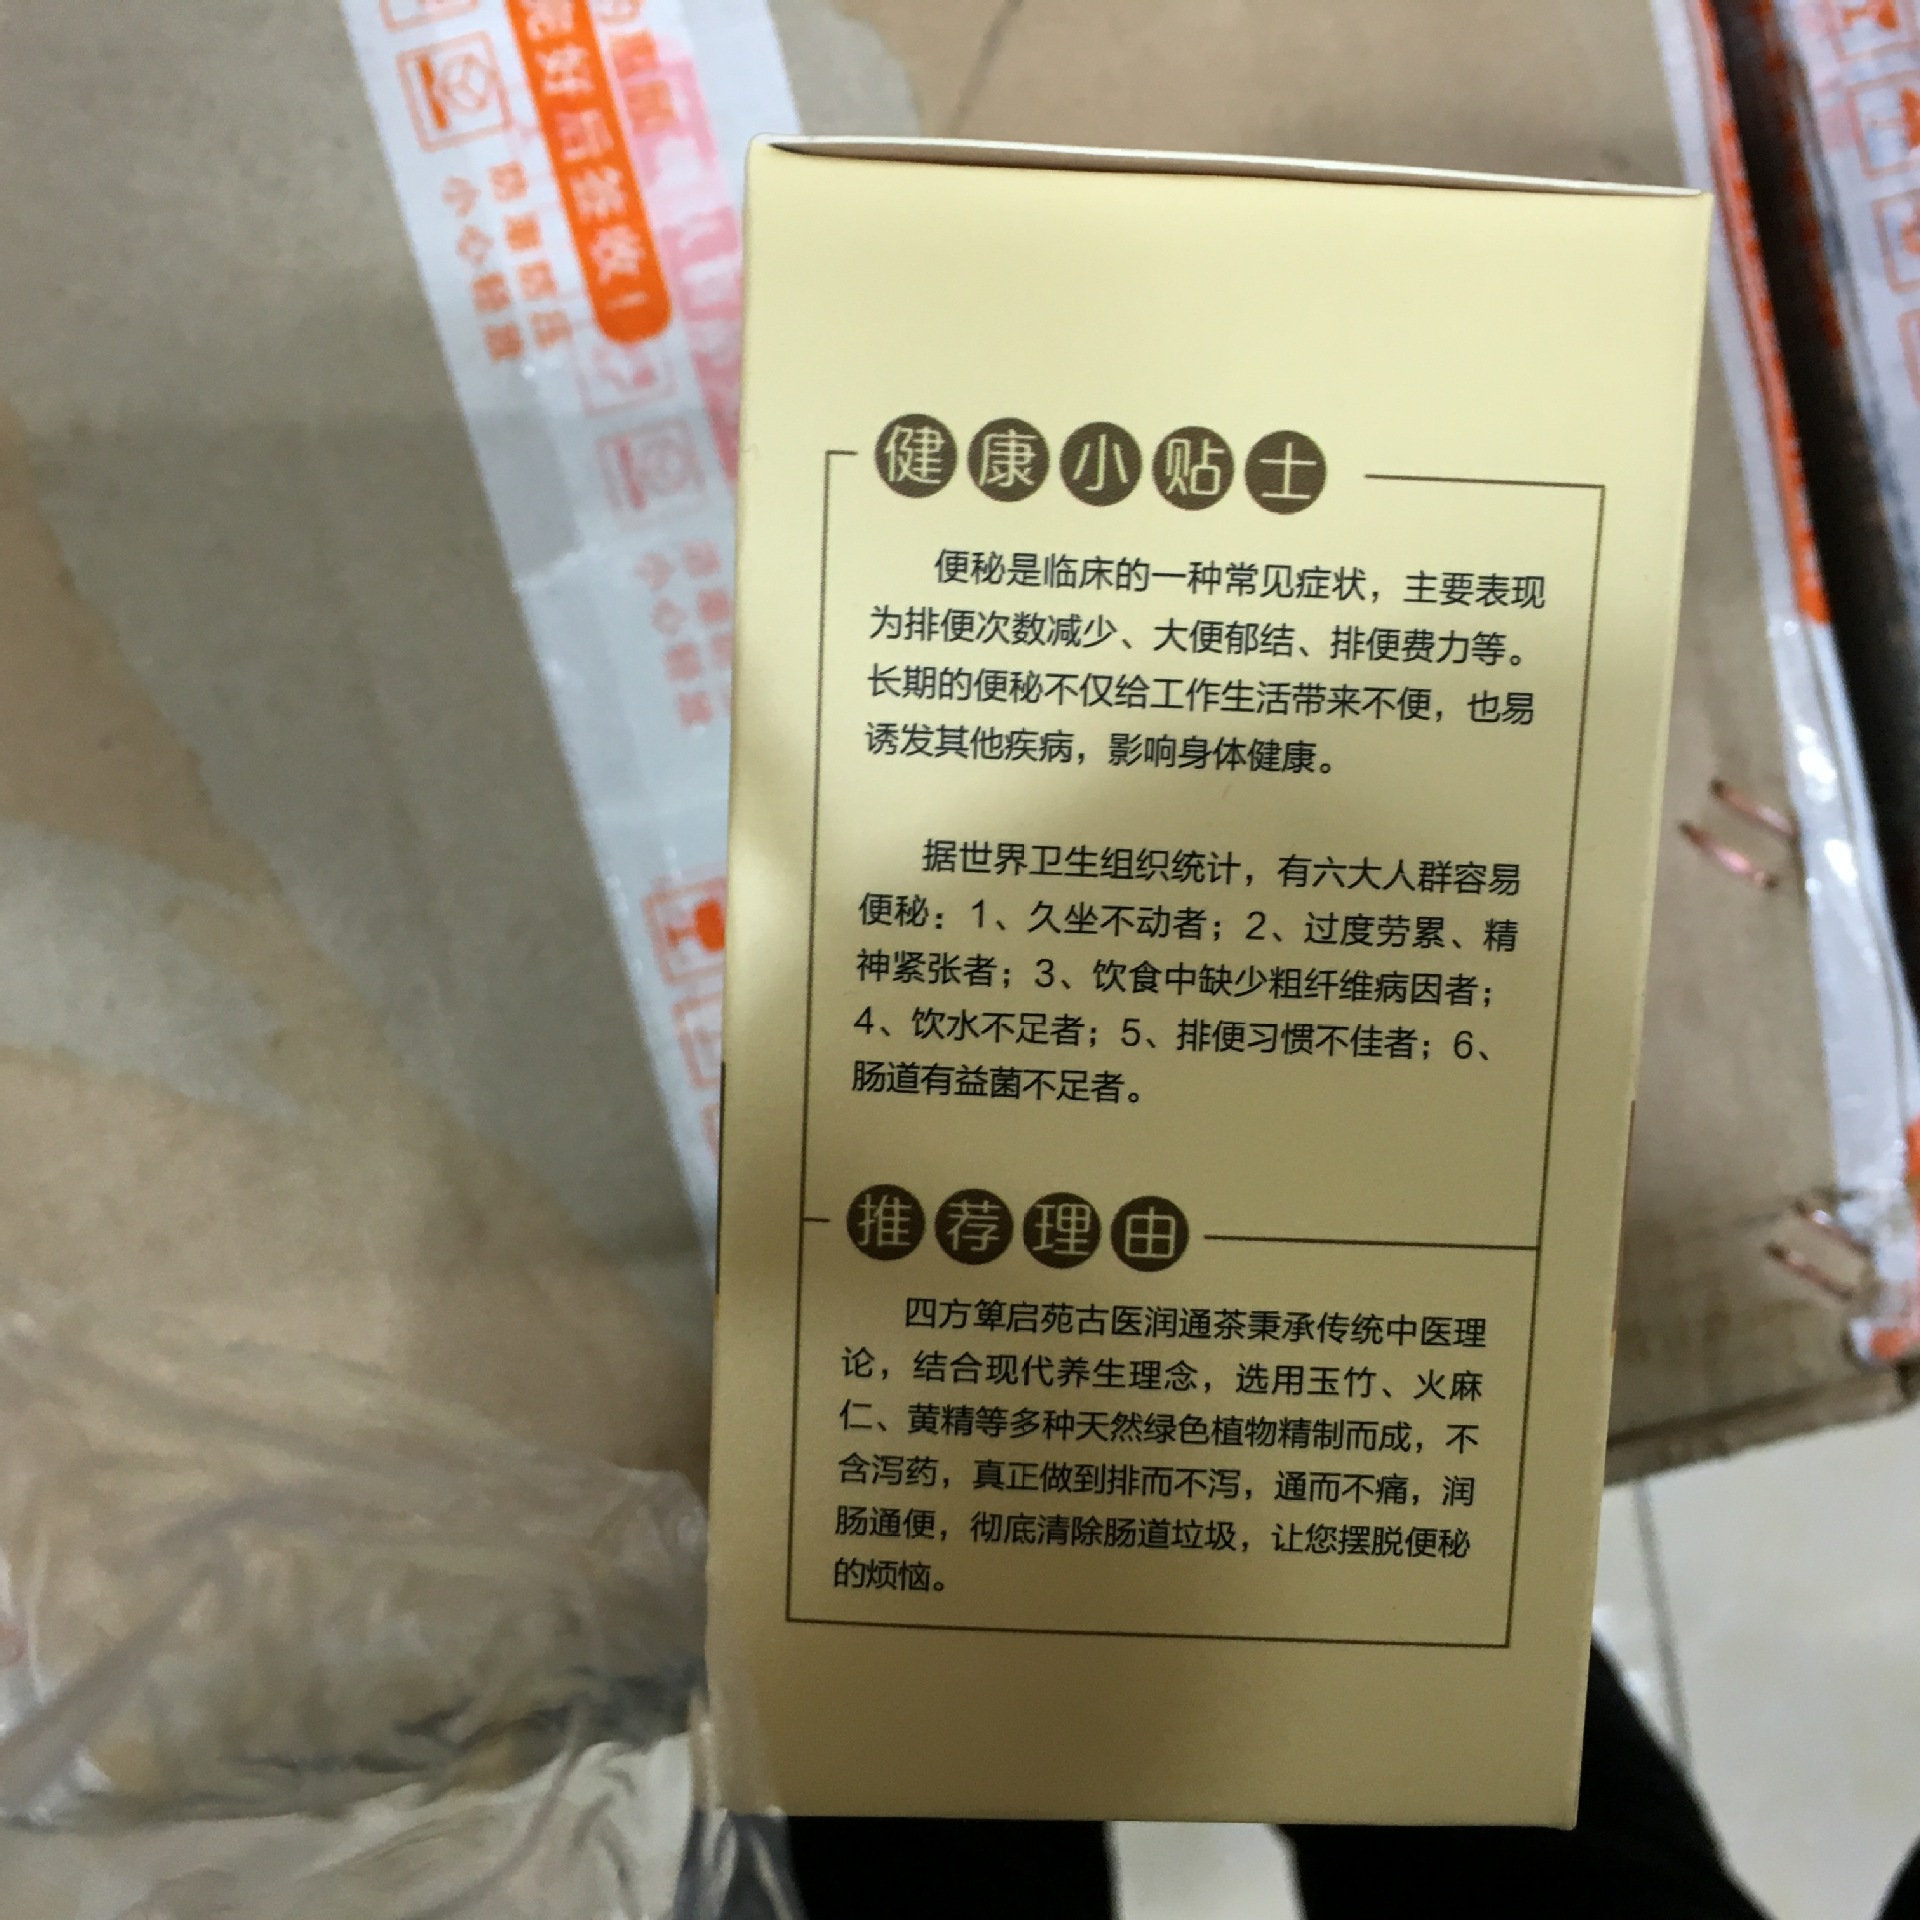 健康小贴士
便秘是临床的一种常见症状，主要表现
为排便次数减少、大便郁结、排便费力等。
长期的便秘不仅给工作生活带来不便，也易
诱发其他疾病，影响身体健康。
据世界卫生组织统计，有六大人群容易
便秘：1、久坐不动者；2、过度劳累、精
神紧张者；3、饮食中缺少粗纤维病因者；
4、饮水不足者；5、排便习惯不佳者；6、
肠道有益菌不足者。
推荐理由
四方箄启苑古医润通茶秉承传统中医理
论，结合现代养生理念，选用玉竹、火麻
仁、黄精等多种天然绿色植物精制而成，不
含泻药，真正做到排而不泻，通而不痛，润
肠通便，彻底清除肠道垃圾，让您摆脱便秘
的烦恼。
好后签收！
小心轻放